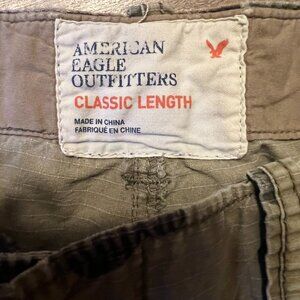 AMERICAN
EAGLE
OUTFITTERS
CLASSIC LENGTH
MADE IN CHINA
FABRIQUÉ EN CHINE